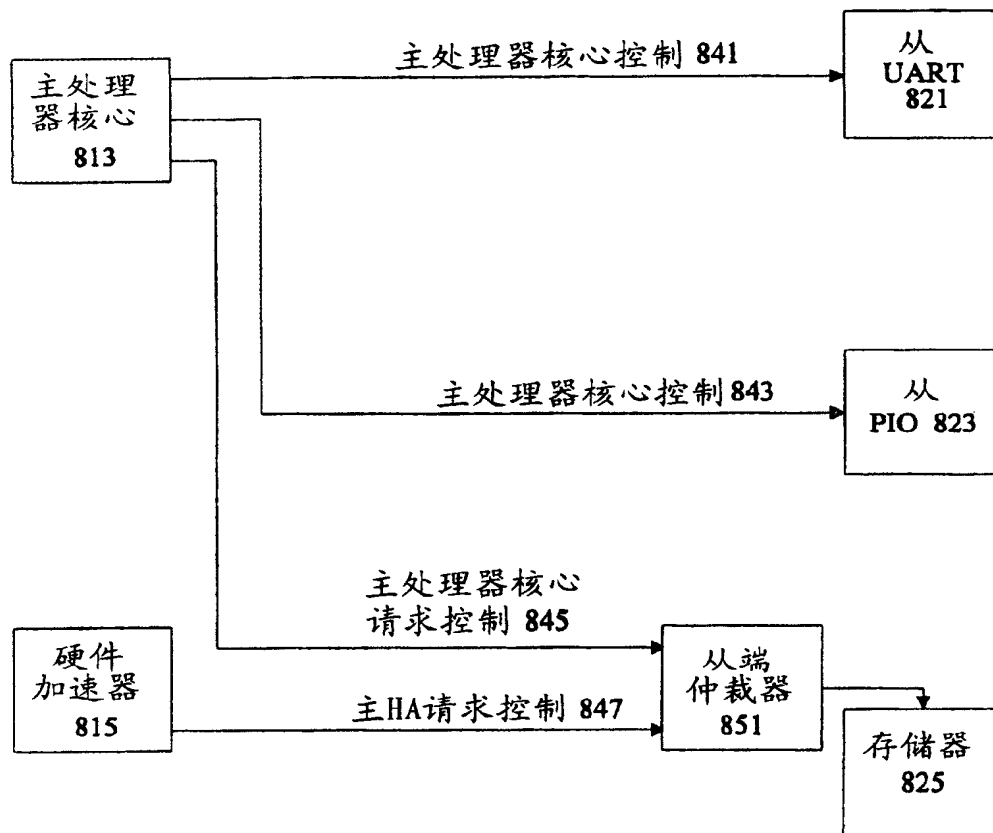 主处理
器核心
813
主处理器核心控制 841
从
UART
821
主处理器核心控制 843
从
PIO 823
主处理器核心
请求控制 845
硬件
加速器
815
主HA请求控制 847
从端
仲裁器
851
存储器
825